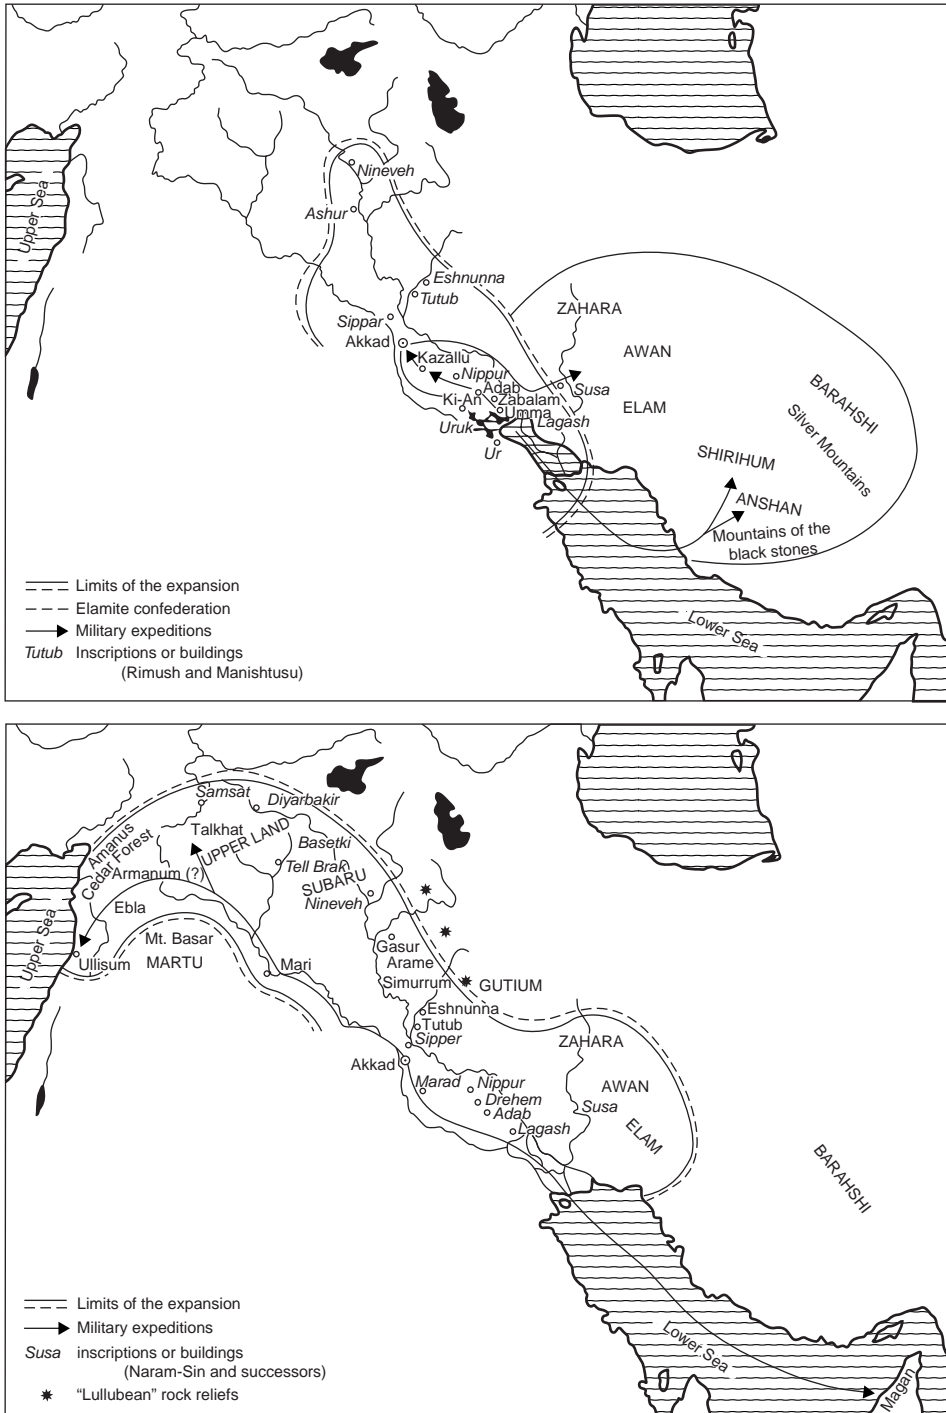 Upper Sea
Nineveh
Ashur
Eshnunna
Tutub
Sippar
Akkad
Kazallu
Nippur
Adab
Ki-An
Zabalam
Umma
Uruk
Lagash
Ur
Susa
ZAHARA
AWAN
ELAM
BARAHSHI
Silver Mountains
SHIRIHUM
ANSHAN
Mountains of the
black stones
Lower Sea
Limits of the expansion
Elamite confederation
Military expeditions
Tutub Inscriptions or buildings
(Rimush and Manishtusu)
Samsat
Diyarbakir
Amanus
Cedar Forest
Talkhat
UPPER LAND
Basetki
Tell Brak
Armanum (?)
SUBARU
Nineveh
Ebla
Upper Sea
Mt. Basar
Ullisum
MARTU
Mari
Gasur
Arame
Simurrum
GUTIUM
Eshnunna
Tutub
Sipper
ZAHARA
Akkad
Marad
Nippur
Drehem
Adab
Lagash
AWAN
Susa
ELAM
BARAHSHI
Lower Sea
Magan
Limits of the expansion
Military expeditions
Susa inscriptions or buildings
(Naram-Sin and successors)
"Lullubean" rock reliefs